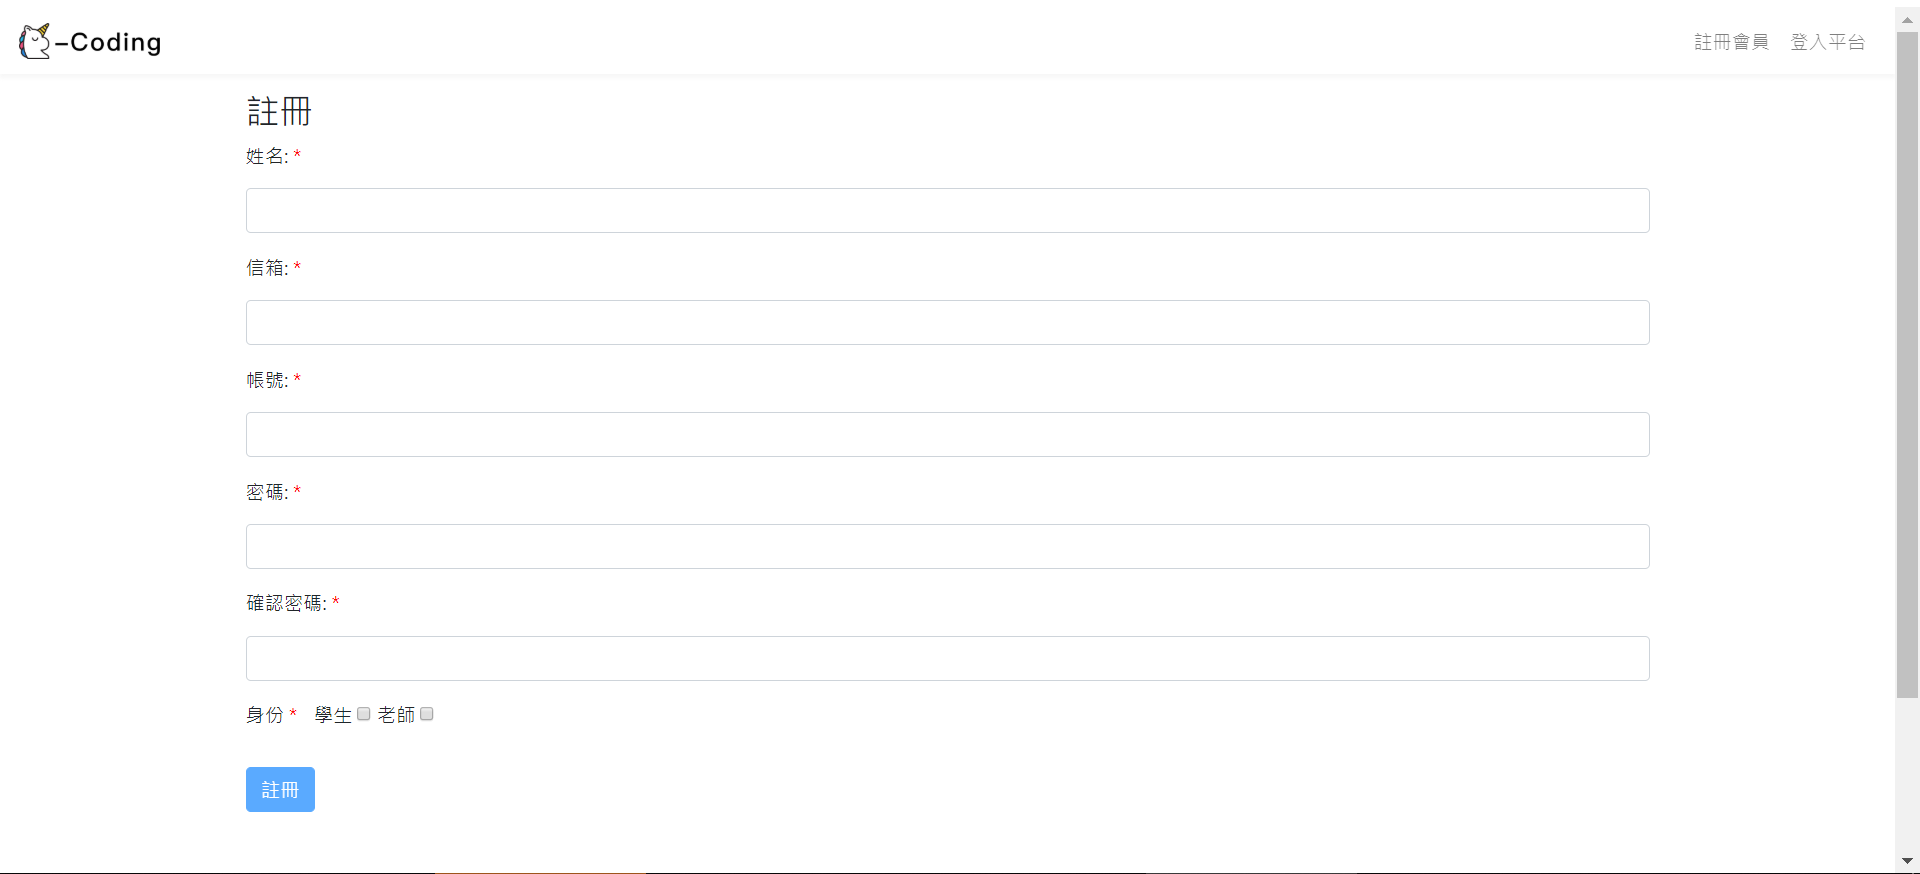 -Coding
註冊會員 登入平台
註冊
姓名: *
信箱: *
帳號: *
密碼: *
確認密碼: *
身份 * 學生 老師
註冊